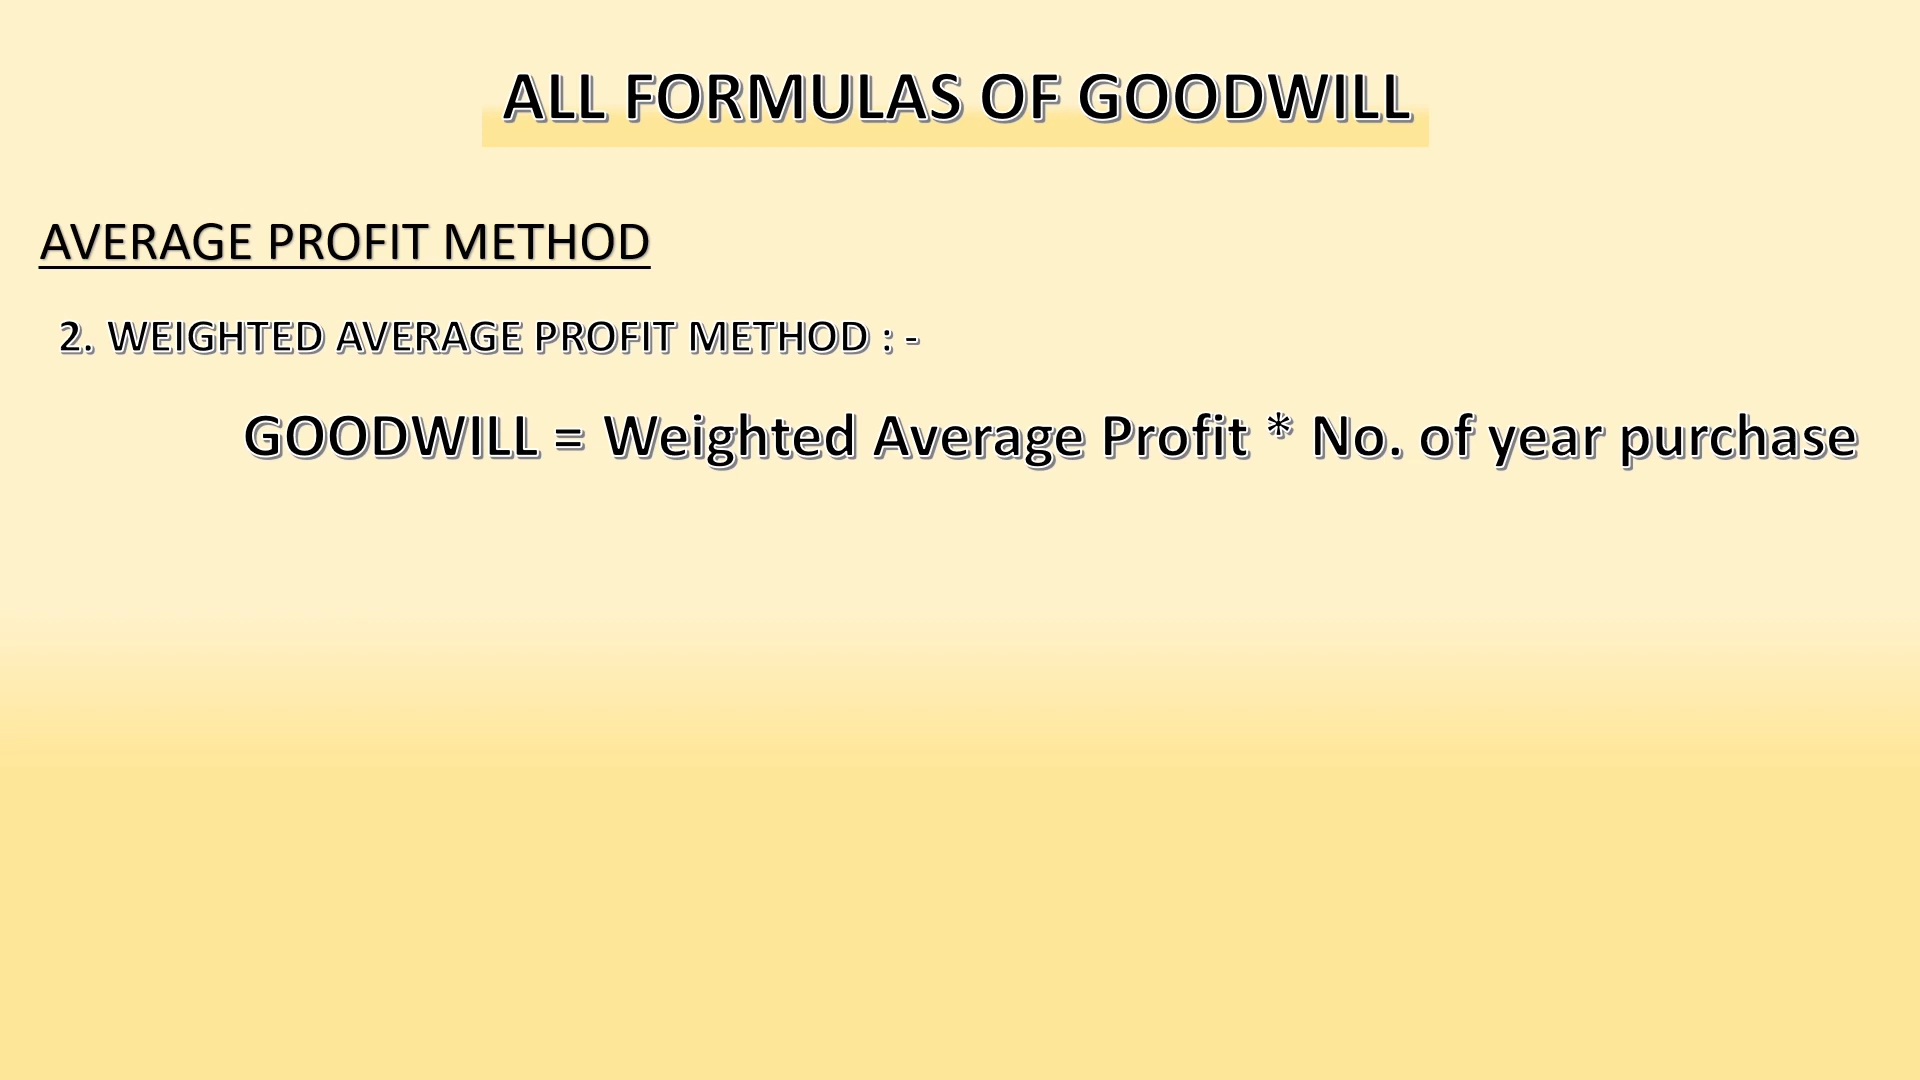 ALL FORMULAS OF GOODWILL
AVERAGE PROFIT METHOD
2. WEIGHTED AVERAGE PROFIT METHOD : -
GOODWILL = Weighted Average Profit * No. of year purchase